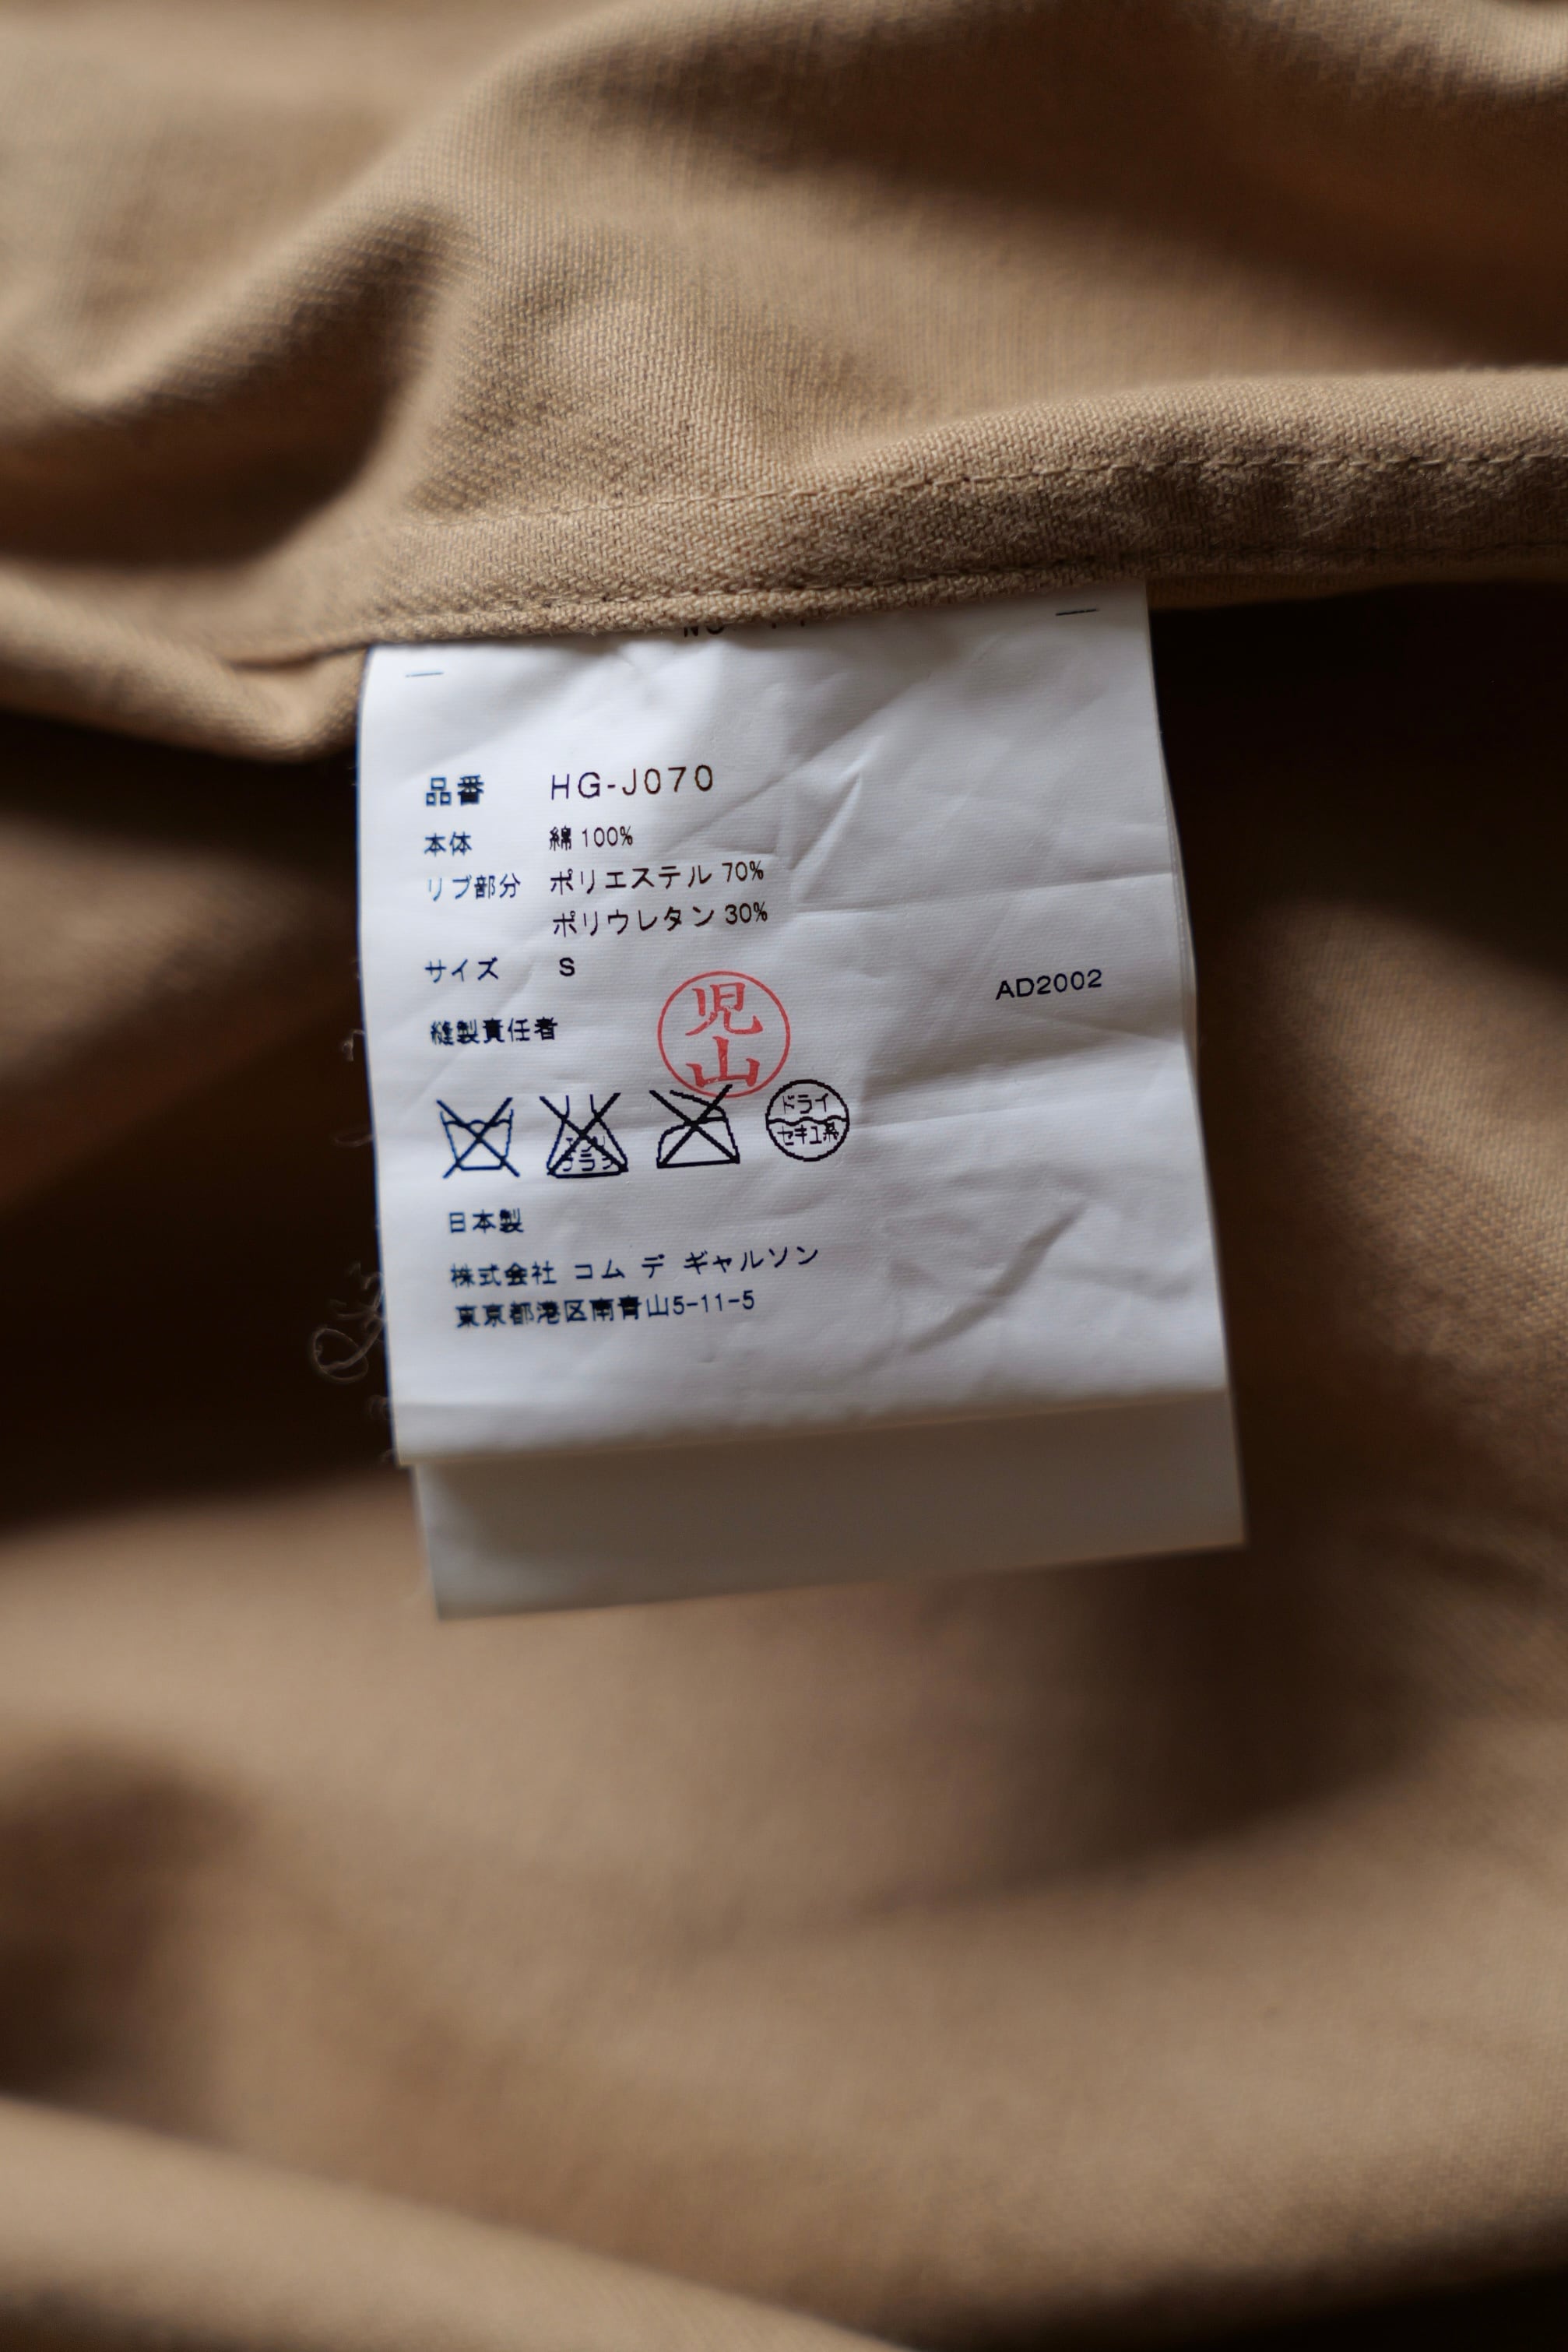 品番 HG-J070
本体 綿100%
リブ部分 ポリエステル 70%
ポリウレタン 30%
サイズ S
AD2002
縫製責任者
児山
ドライ
セキユ系
日本製
株式会社 コム デ ギャルソン
東京都港区南青山5-11-5